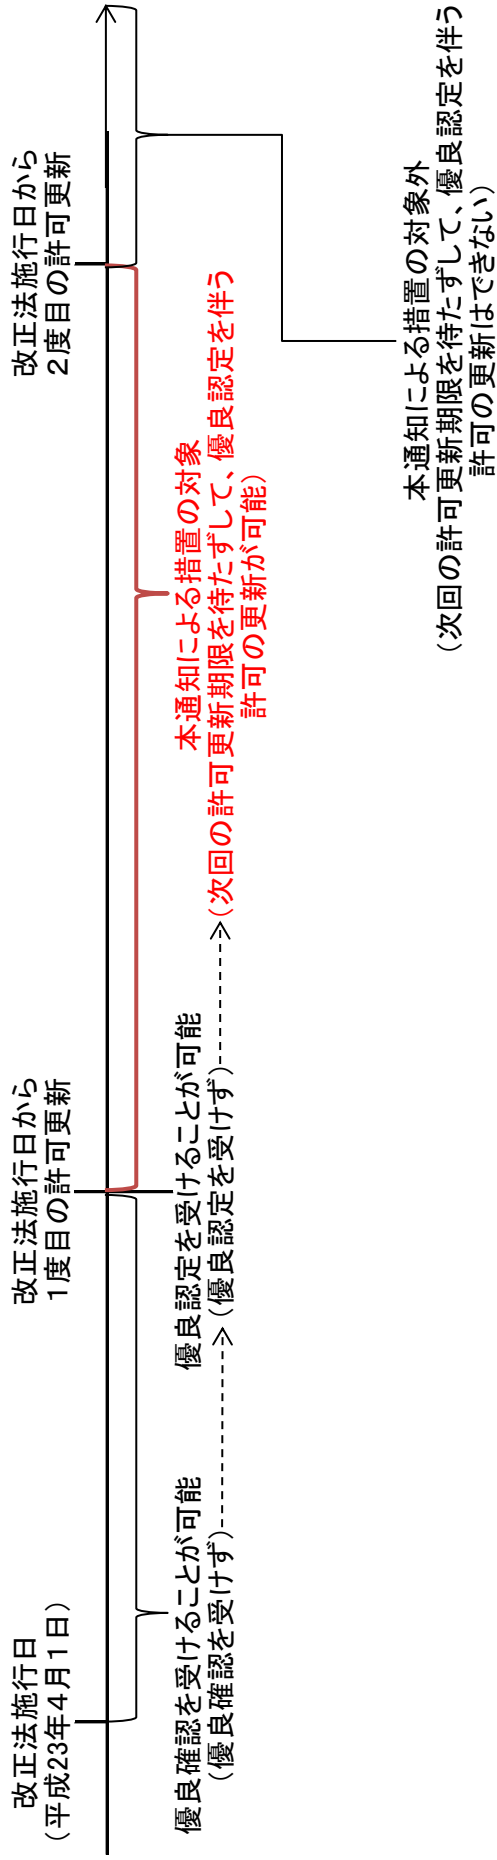 改正法施行日
（平成23年4月1日）
改正法施行日から
1度目の許可更新
改正法施行日から
2度目の許可更新
優良確認を受けることが可能
（優良確認を受けず）
優良認定を受けることが可能
（優良認定を受けず）
本通知による措置の対象
（次回の許可更新期限を待たずして、優良認定を伴う
許可の更新が可能）
本通知による措置の対象外
（次回の許可更新期限を待たずして、優良認定を伴う
許可の更新はできない）